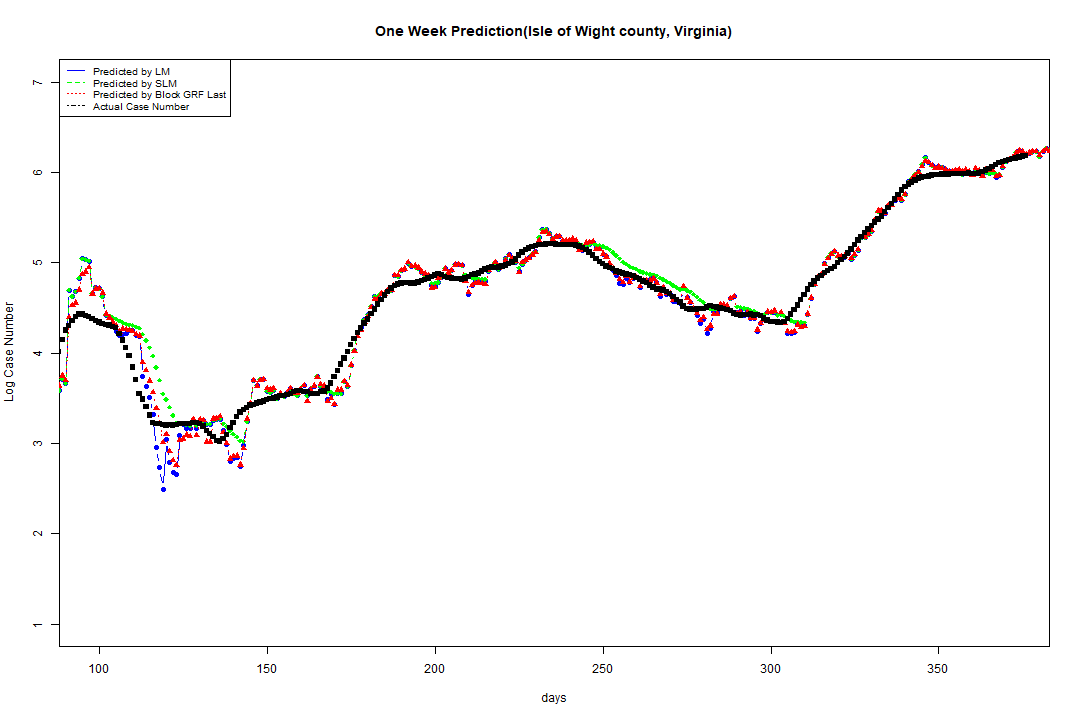 One Week Prediction(Isle of Wight county, Virginia)
Predicted by LM
Predicted by SLM
Predicted by Block GRF Last
Actual Case Number
Log Case Number
7
6
5
4
3
2
1
100 150 200 250 300 350
days